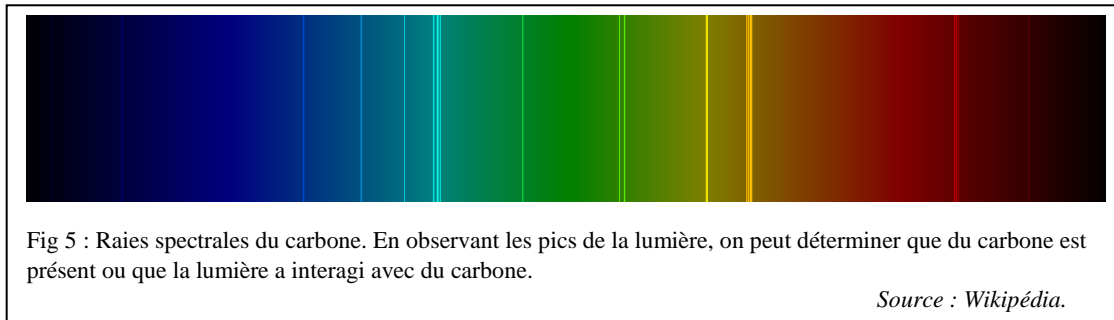 Fig 5 : Raies spectrales du carbone. En observant les pics de la lumière, on peut déterminer que du carbone est
présent ou que la lumière a interagi avec du carbone.
Source : Wikipédia.